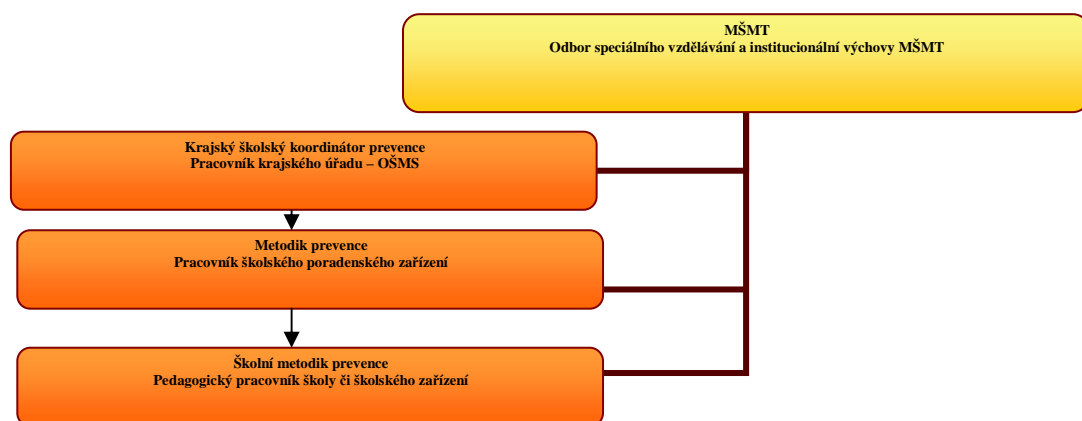 MŠMT
Odbor speciálního vzdělávání a institucionální výchovy MŠMT
Krajský školský koordinátor prevence
Pracovník krajského úřadu – OŠMS
Metodik prevence
Pracovník školského poradenského zařízení
Školní metodik prevence
Pedagogický pracovník školy či školského zařízení